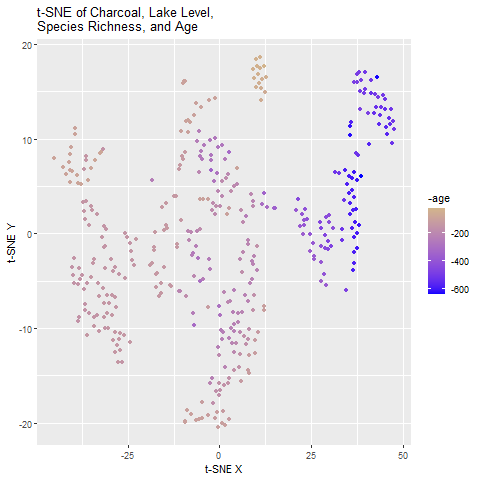 t-SNE of Charcoal, Lake Level,
Species Richness, and Age
20
10
0
-10
-20
t-SNE Y
-25
0
25
50
t-SNE X
-age
-200
-400
-600